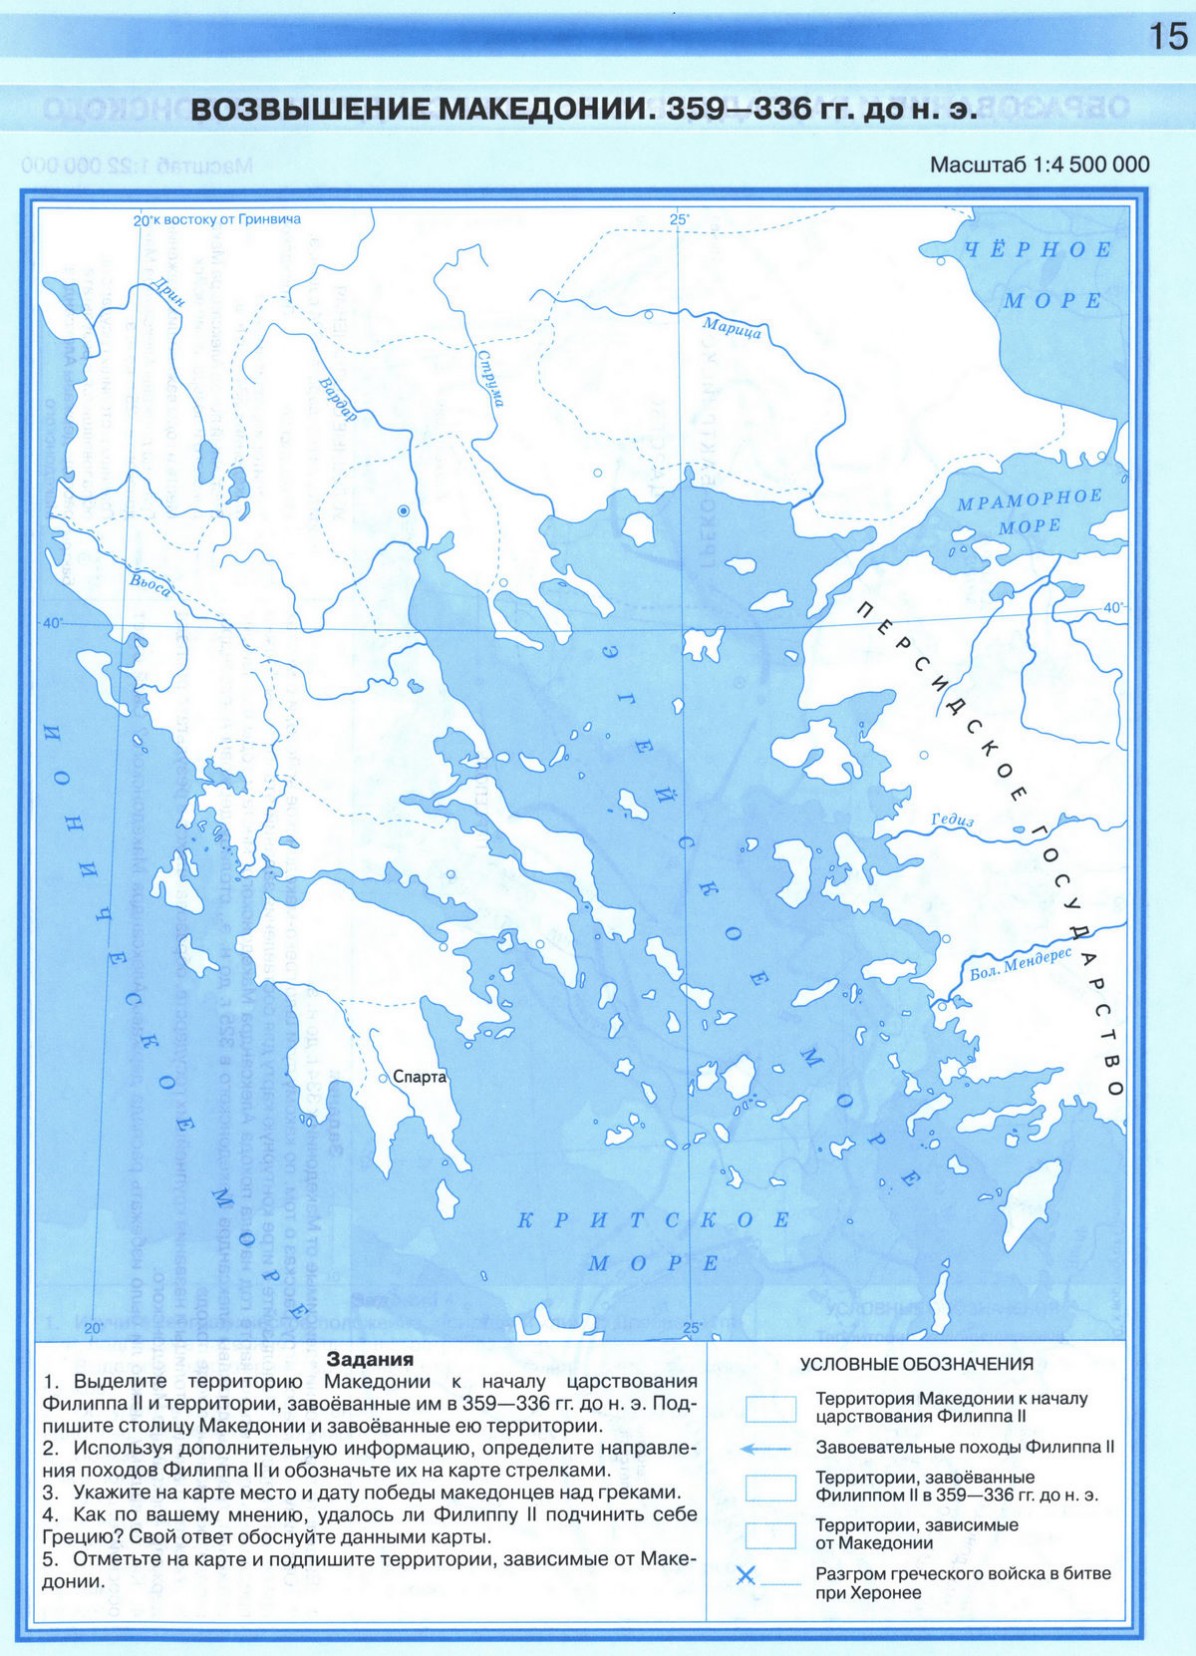 15
ВОЗВЫШЕНИЕ МАКЕДОНИИ. 359—336 гг. до н. э.
Масштаб 1:4 500 000
20° к востоку от Гринвича
25°
ЧЁРНОЕ
МОРЕ
Дрин
Марица
Струма
Вардар
МРАМОРНОЕ
МОРЕ
Вьоса
40°
40°
ПЕРСИДСКОЕ ГОСУДАРСТВО
ЭГЕЙСКОЕ МОРЕ
ИОНИЧЕСКОЕ МОРЕ
Гедиз
Бол. Мендерес
Спарта
КРИТСКОЕ
МОРЕ
20°
25°
Задания
1. Выделите территорию Македонии к началу царствования
Филиппа II и территории, завоёванные им в 359—336 гг. до н. э. Под-
пишите столицу Македонии и завоёванные ею территории.
2. Используя дополнительную информацию, определите направле-
ния походов Филиппа II и обозначьте их на карте стрелками.
3. Укажите на карте место и дату победы македонцев над греками.
4. Как по вашему мнению, удалось ли Филиппу II подчинить себе
Грецию? Свой ответ обоснуйте данными карты.
5. Отметьте на карте и подпишите территории, зависимые от Маке-
донии.
УСЛОВНЫЕ ОБОЗНАЧЕНИЯ
Территория Македонии к началу
царствования Филиппа II
Завоевательные походы Филиппа II
Территории, завоёванные
Филиппом II в 359—336 гг. до н. э.
Территории, зависимые
от Македонии
Разгром греческого войска в битве
при Херонее